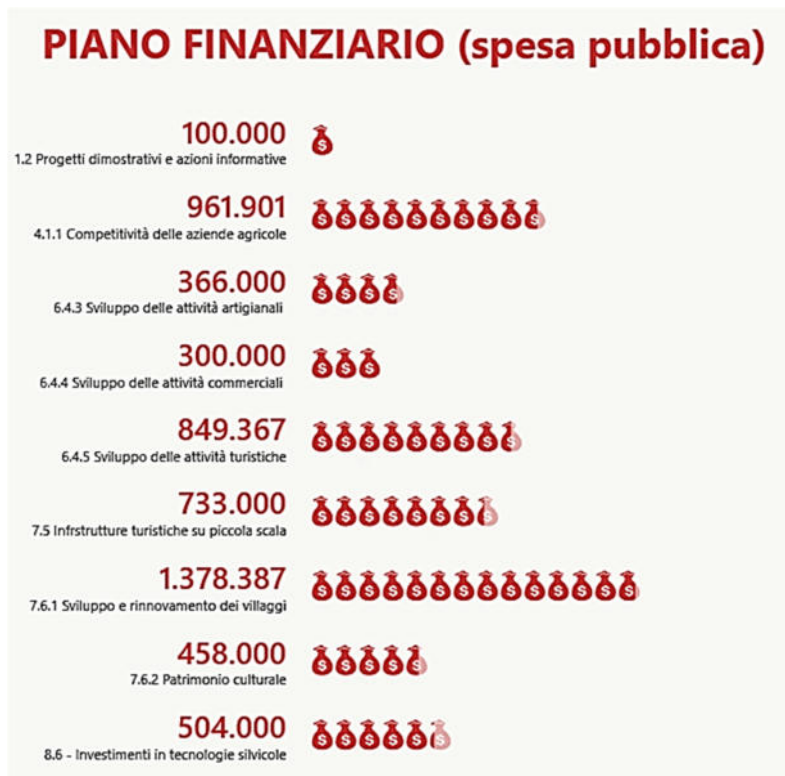 PIANO FINANZIARIO (spesa pubblica)
100.000
1.2 Progetti dimostrativi e azioni informative
961.901
4.1.1 Competitività delle aziende agricole
366.000
6.4.3 Sviluppo delle attività artigianali
300.000
6.4.4 Sviluppo delle attività commerciali
849.367
6.4.5 Sviluppo delle attività turistiche
733.000
7.5 Infrstrutture turistiche su piccola scala
1.378.387
7.6.1 Sviluppo e rinnovamento dei villaggi
458.000
7.6.2 Patrimonio culturale
504.000
8.6 - Investimenti in tecnologie silvicole